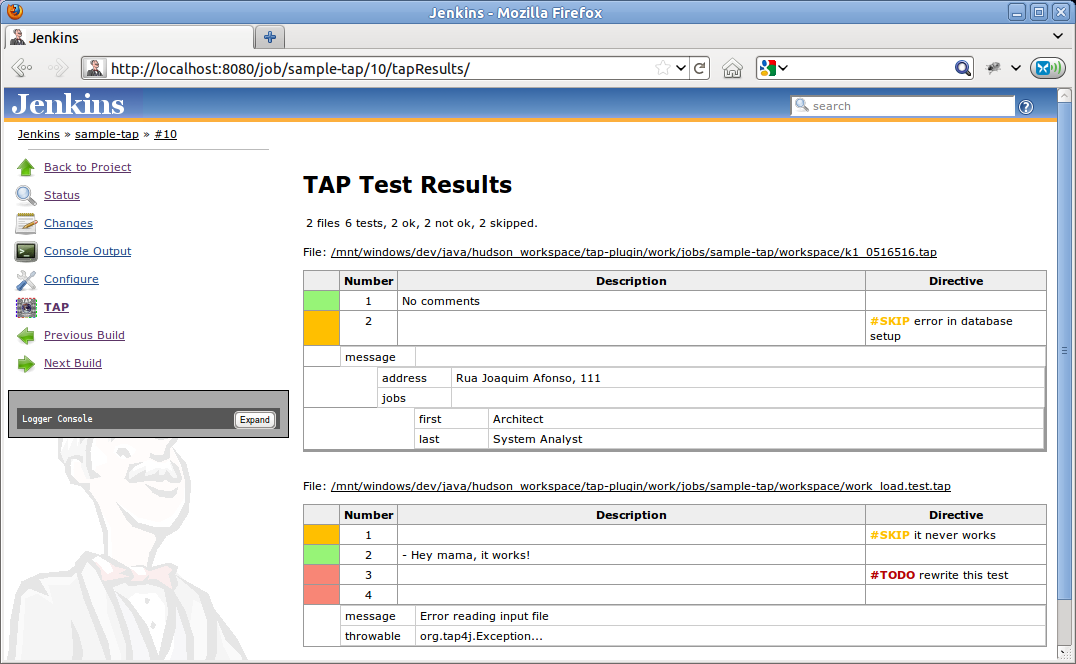 Jenkins - Mozilla Firefox
Jenkins
http://localhost:8080/job/sample-tap/10/tapResults/
Jenkins
search
Jenkins » sample-tap » #10
Back to Project
Status
Changes
Console Output
Configure
TAP
Previous Build
Next Build
Logger Console Expand
TAP Test Results
2 files 6 tests, 2 ok, 2 not ok, 2 skipped.
File: /mnt/windows/dev/java/hudson_workspace/tap-plugin/work/jobs/sample-tap/workspace/k1_0516516.tap
Number Description Directive
1 No comments
2 #SKIP error in database
setup
message
address Rua Joaquim Afonso, 111
jobs
first Architect
last System Analyst
File: /mnt/windows/dev/java/hudson_workspace/tap-plugin/work/jobs/sample-tap/workspace/work_load.test.tap
Number Description Directive
1 #SKIP it never works
2 - Hey mama, it works!
3 #TODO rewrite this test
4
message Error reading input file
throwable org.tap4j.Exception...